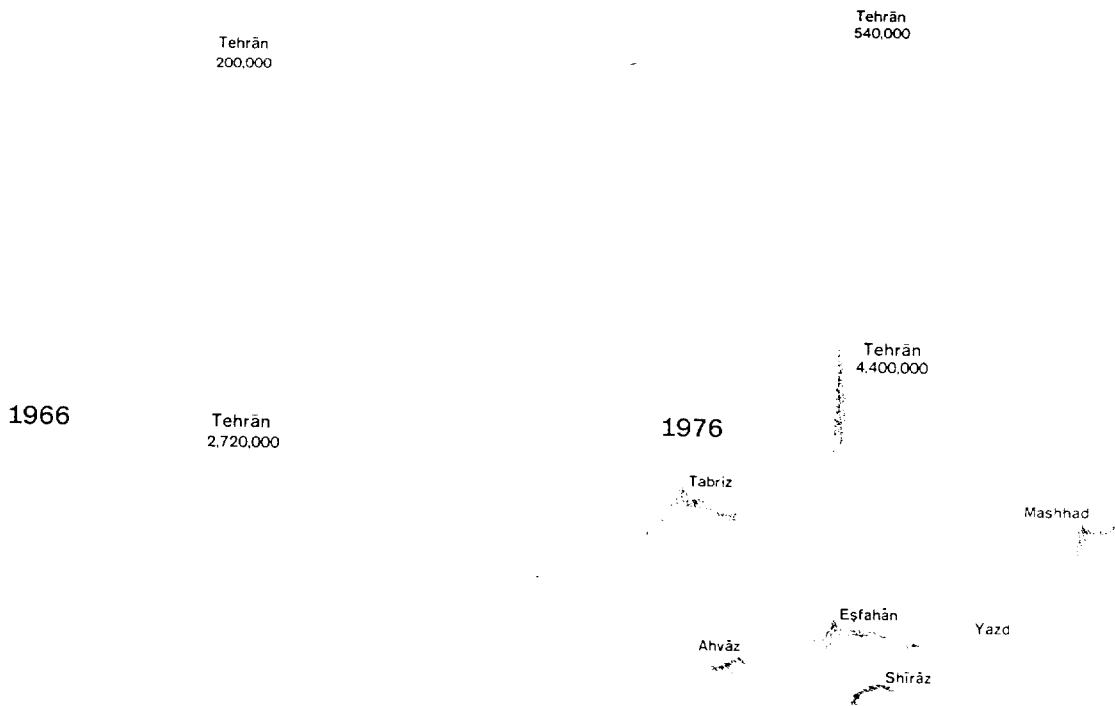 Tehrān
200,000
Tehrān
540,000
1966
Tehrān
2,720,000
1976
Tehrān
4,400,000
Tabriz
Mashhad
Eşfahān
Yazd
Ahvāz
Shīrāz